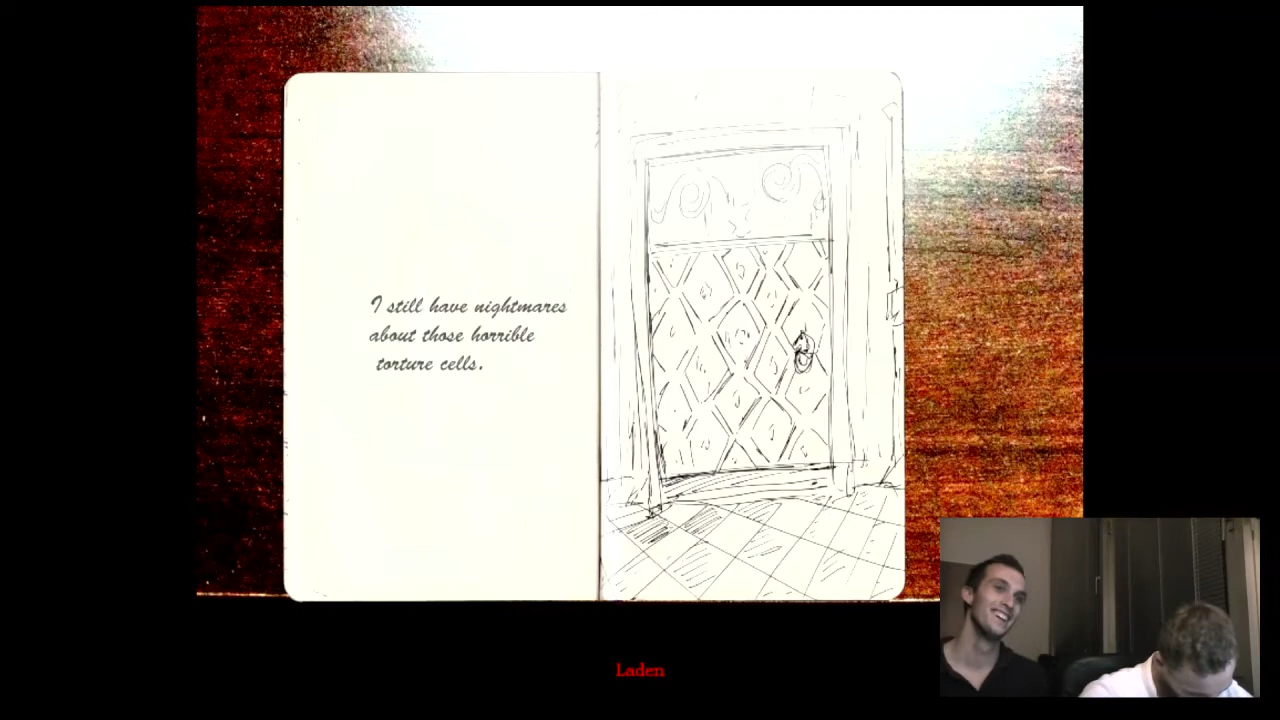 I still have nightmares
about those horrible
torture cells.
Laden